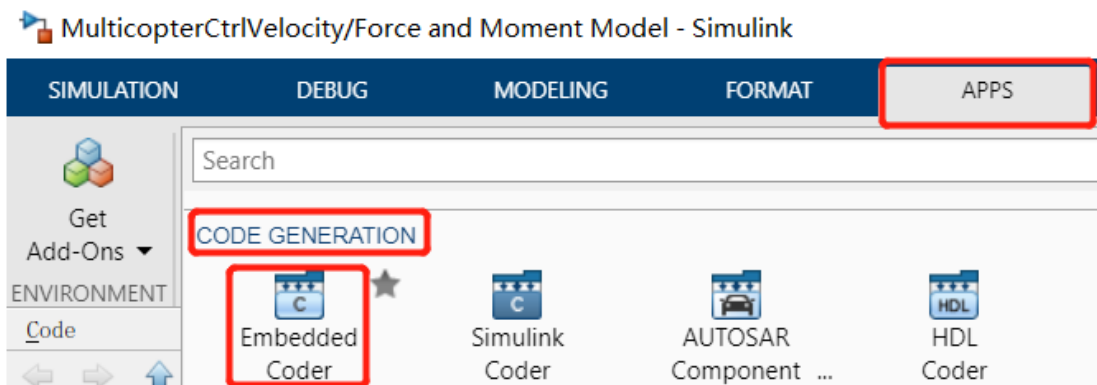 MulticopterCtrlVelocity/Force and Moment Model - Simulink
SIMULATION DEBUG MODELING FORMAT APPS
Search
Get
Add-Ons
CODE GENERATION
ENVIRONMENT
Code
C
Embedded
Coder
C
Simulink
Coder
AUTOSAR
Component ...
HDL
HDL
Coder